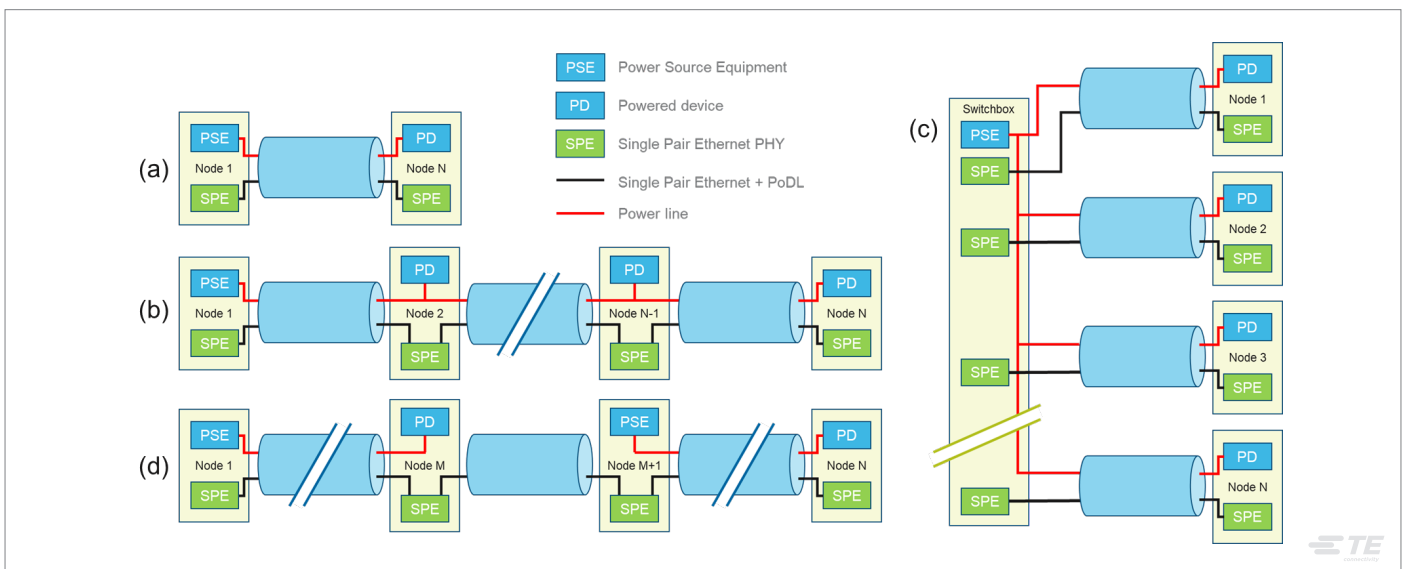 PSE Power Source Equipment
PD Powered device
SPE Single Pair Ethernet PHY
Single Pair Ethernet + PoDL
Power line
(a)
PSE
Node 1
SPE
PD
Node N
SPE
(b)
PSE
Node 1
SPE
PD
Node 2
SPE
PD
Node N-1
SPE
PD
Node N
SPE
(d)
PSE
Node 1
SPE
PD
Node M
SPE
PSE
Node M+1
SPE
PD
Node N
SPE
(c)
Switchbox
PSE
SPE
SPE
SPE
SPE
PD
Node 1
SPE
PD
Node 2
SPE
PD
Node 3
SPE
PD
Node N
SPE
TE
connectivity